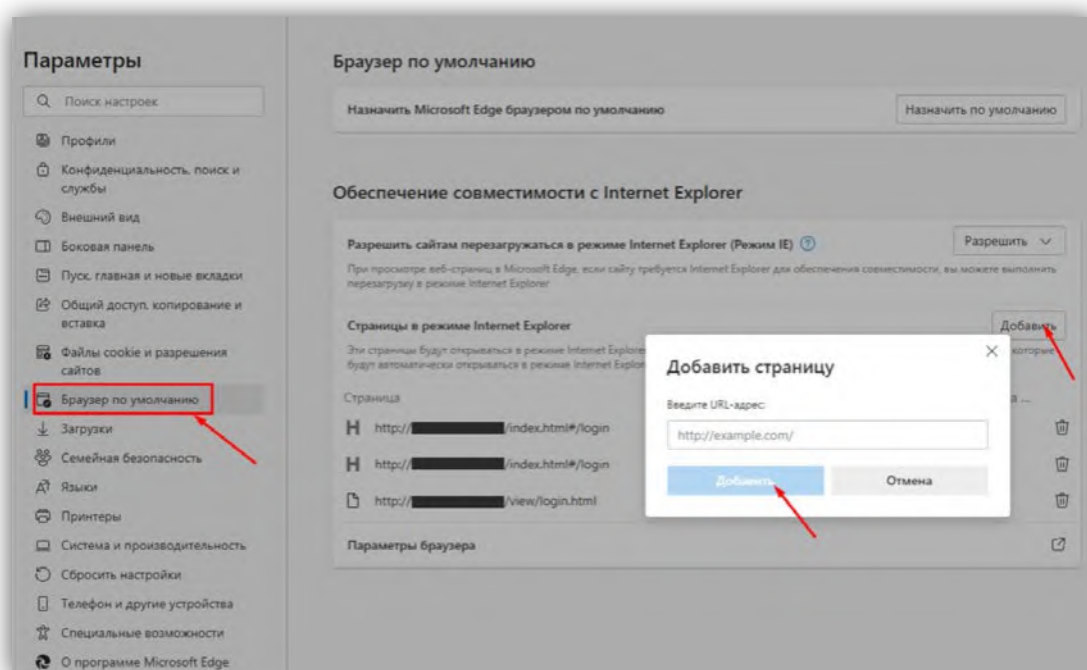 Параметры
Поиск настроек
Профили
Конфиденциальность, поиск и
службы
Внешний вид
Боковая панель
Пуск, главная и новые вкладки
Общий доступ, копирование и
вставка
Файлы cookie и разрешения
сайтов
Браузер по умолчанию
Загрузки
Семейная безопасность
Языки
Принтеры
Система и производительность
Сбросить настройки
Телефон и другие устройства
Специальные возможности
О программе Microsoft Edge
Браузер по умолчанию
Назначить Microsoft Edge браузером по умолчанию
Назначить по умолчанию
Обеспечение совместимости с Internet Explorer
Разрешить сайтам перезагружаться в режиме Internet Explorer (Режим IE)
Разрешить
При просмотре веб-страниц в Microsoft Edge, если сайту требуется Internet Explorer для обеспечения совместимости, вы можете выполнить
перезагрузку в режиме Internet Explorer
Страницы в режиме Internet Explorer
Добавить
Эти страницы будут открываться в режиме Internet Explorer
которые
будут автоматически открываться в режиме Internet Explor
Страница
а ...
http:// /index.html#/login
http:// /index.html#/login
http:// /view/login.html
Параметры браузера
Добавить страницу
Введите URL-адрес:
http://example.com/
Добавить
Отмена